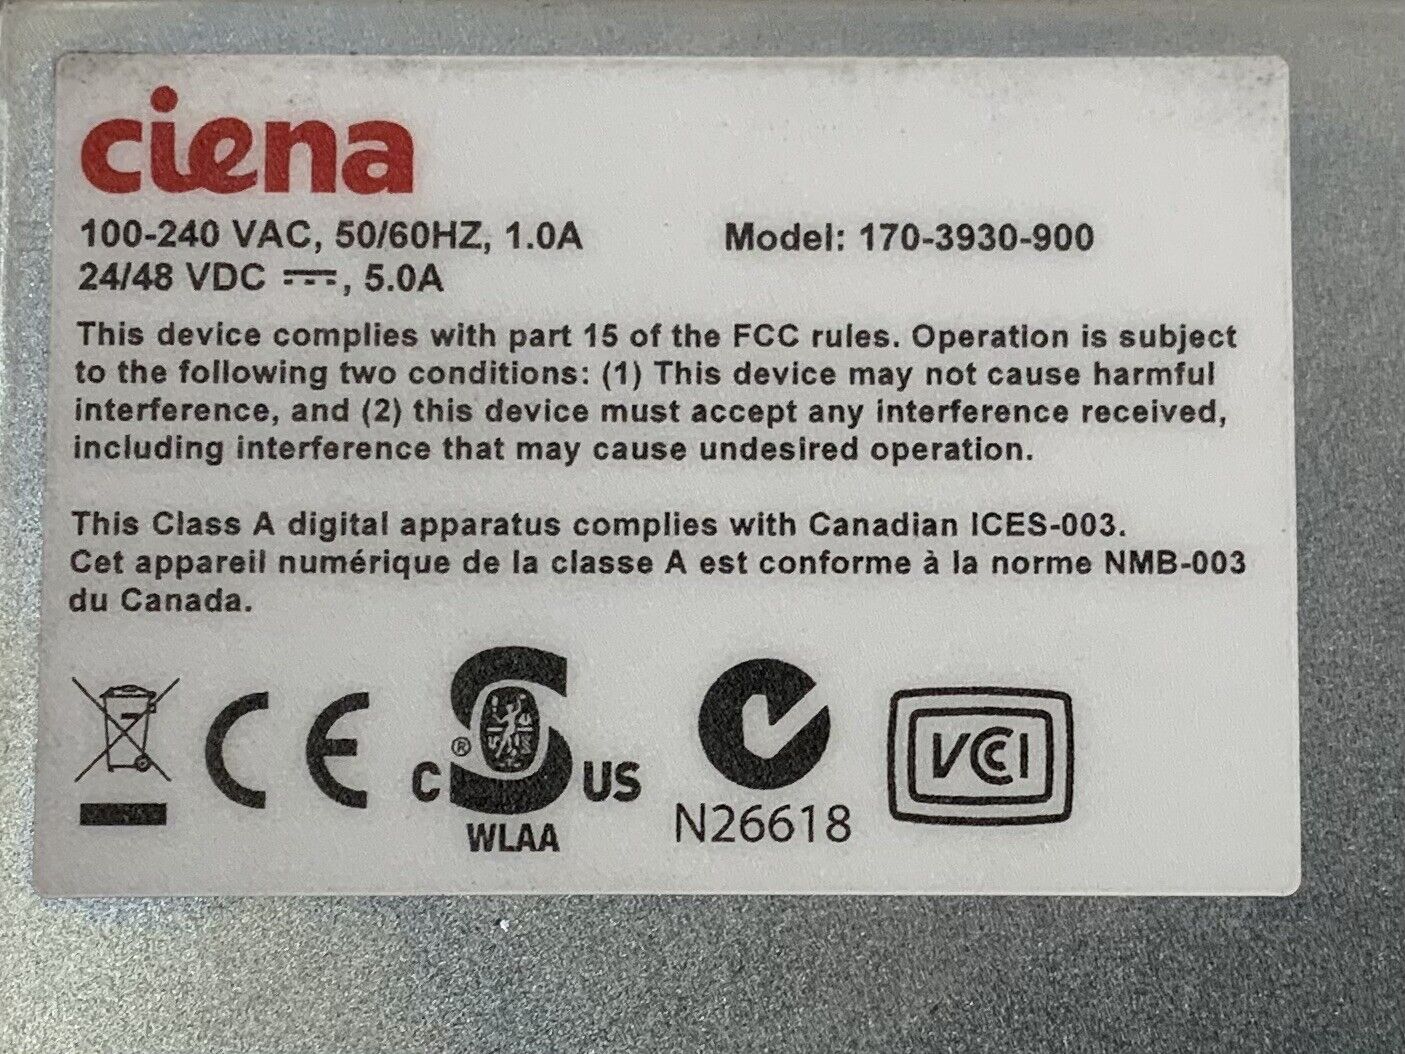 ciena
100-240 VAC, 50/60HZ, 1.0A
Model: 170-3930-900
24/48 VDC ⎓, 5.0A
This device complies with part 15 of the FCC rules. Operation is subject
to the following two conditions: (1) This device may not cause harmful
interference, and (2) this device must accept any interference received,
including interference that may cause undesired operation.
This Class A digital apparatus complies with Canadian ICES-003.
Cet appareil numérique de la classe A est conforme à la norme NMB-003
du Canada.
CE
C S ® US
WLAA
N26618
VCCI